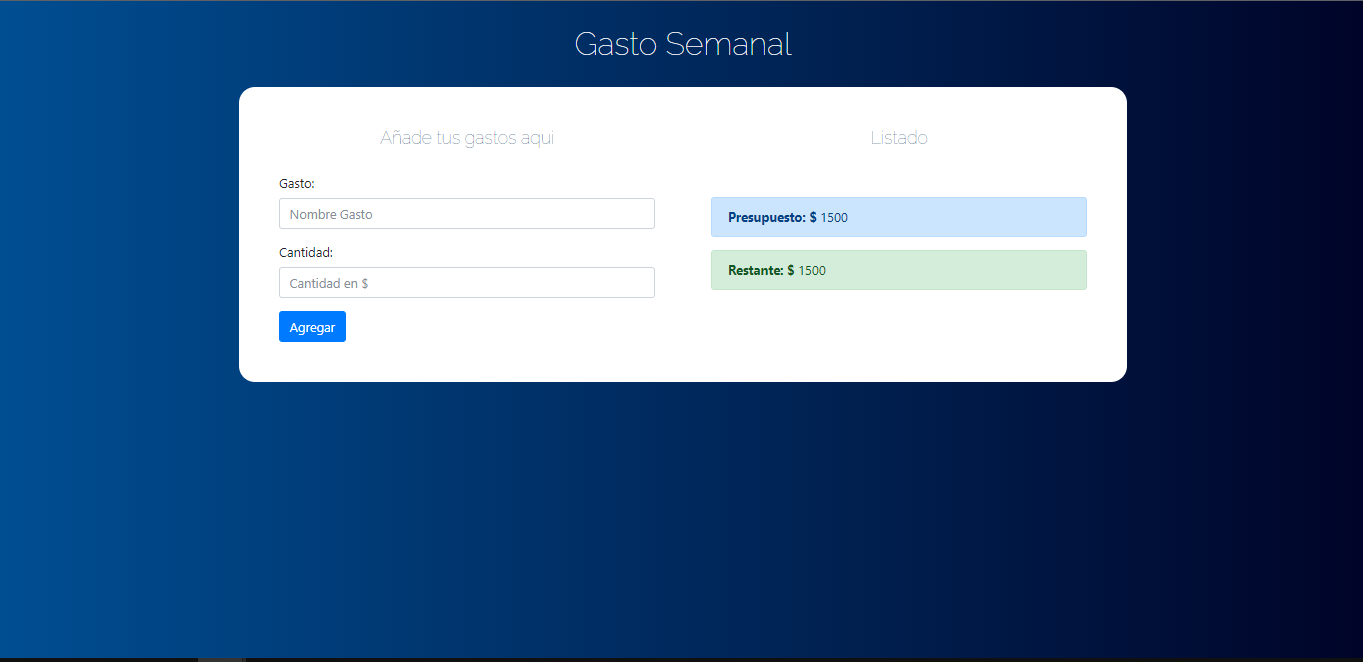 Gasto Semanal
Añade tus gastos aqui
Gasto:
Nombre Gasto
Cantidad:
Cantidad en $
Agregar
Listado
Presupuesto: $ 1500
Restante: $ 1500